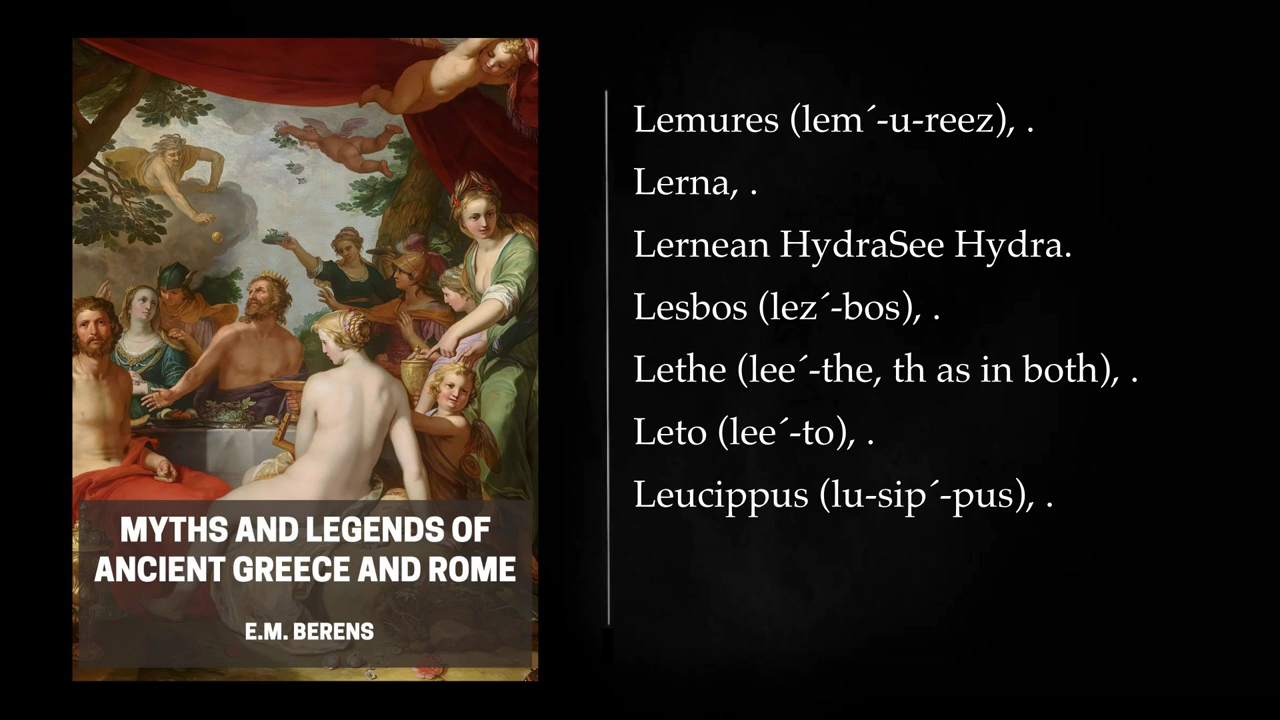 MYTHS AND LEGENDS OF
ANCIENT GREECE AND ROME
E.M. BERENS
Lemures (lem´-u-reez), .
Lerna, .
Lernean HydraSee Hydra.
Lesbos (lez´-bos), .
Lethe (lee´-the, th as in both), .
Leto (lee´-to), .
Leucippus (lu-sip´-pus), .